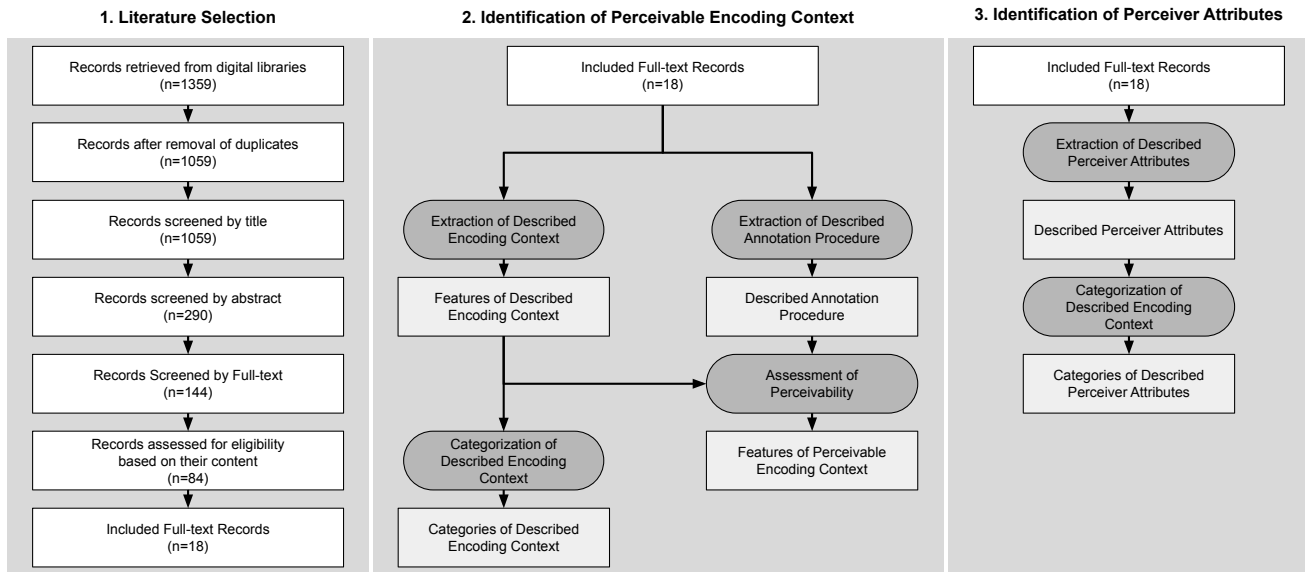 1. Literature Selection
Records retrieved from digital libraries
(n=1359)
Records after removal of duplicates
(n=1059)
Records screened by title
(n=1059)
Records screened by abstract
(n=290)
Records Screened by Full-text
(n=144)
Records assessed for eligibility
based on their content
(n=84)
Included Full-text Records
(n=18)
2. Identification of Perceivable Encoding Context
Included Full-text Records
(n=18)
Extraction of Described
Encoding Context
Extraction of Described
Annotation Procedure
Features of Described
Encoding Context
Described Annotation
Procedure
Assessment of
Perceivability
Categorization of
Described Encoding
Context
Features of Perceivable
Encoding Context
Categories of Described
Encoding Context
3. Identification of Perceiver Attributes
Included Full-text Records
(n=18)
Extraction of Described
Perceiver Attributes
Described Perceiver Attributes
Categorization of
Described Encoding
Context
Categories of Described
Perceiver Attributes